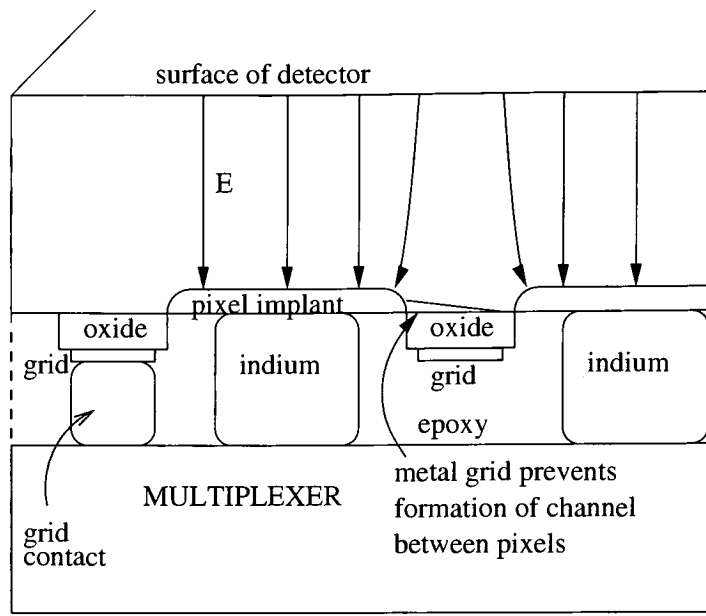 surface of detector
E
pixel implant
oxide
oxide
grid
indium
grid
indium
epoxy
MULTIPLEXER
metal grid prevents
formation of channel
between pixels
grid
contact